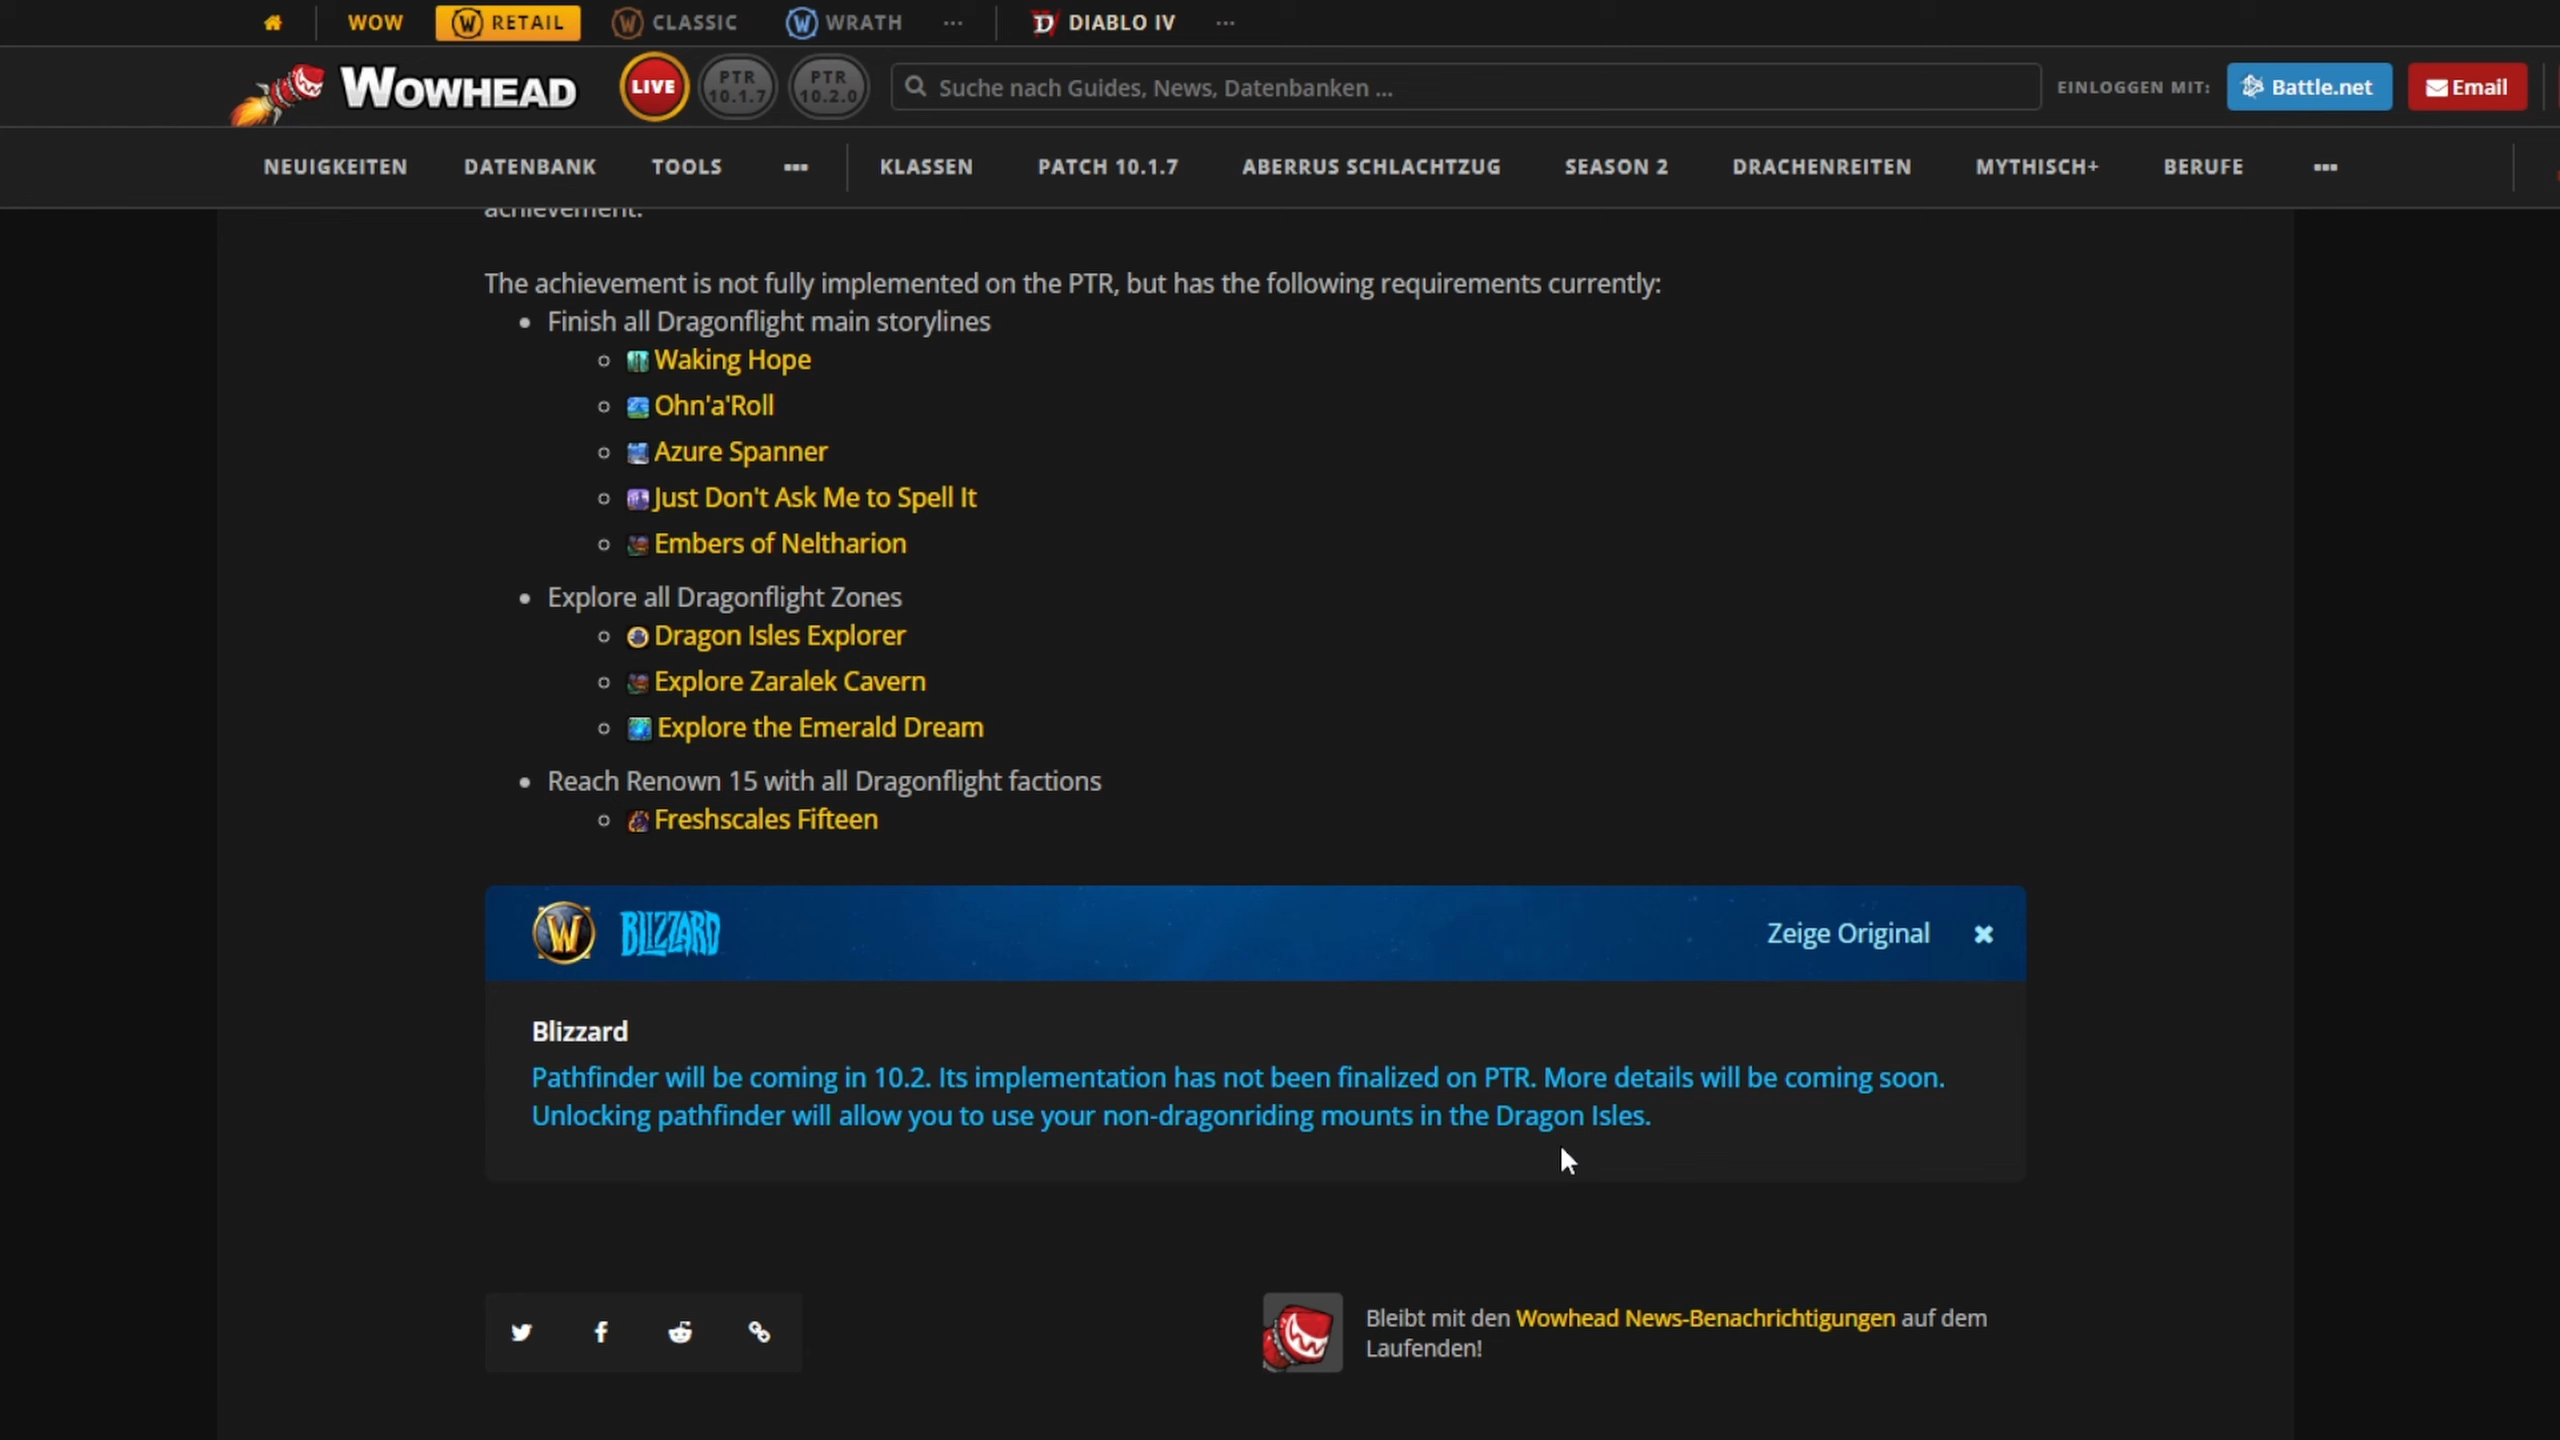 WOW RETAIL CLASSIC WRATH ... DIABLO IV ...
WOWHEAD LIVE PTR 10.1.7 PTR 10.2.0 Suche nach Guides, News, Datenbanken ... EINLOGGEN MIT: Battle.net Email
NEUIGKEITEN DATENBANK TOOLS ... KLASSEN PATCH 10.1.7 ABERRUS SCHLACHTZUG SEASON 2 DRACHENREITEN MYTHISCH+ BERUFE ...
achievement.
The achievement is not fully implemented on the PTR, but has the following requirements currently:
• Finish all Dragonflight main storylines
Waking Hope
Ohn'a'Roll
Azure Spanner
Just Don't Ask Me to Spell It
Embers of Neltharion
• Explore all Dragonflight Zones
Dragon Isles Explorer
Explore Zaralek Cavern
Explore the Emerald Dream
• Reach Renown 15 with all Dragonflight factions
Freshscales Fifteen
W BLIZZARD Zeige Original
Blizzard
Pathfinder will be coming in 10.2. Its implementation has not been finalized on PTR. More details will be coming soon.
Unlocking pathfinder will allow you to use your non-dragonriding mounts in the Dragon Isles.
Bleibt mit den Wowhead News-Benachrichtigungen auf dem
Laufenden!